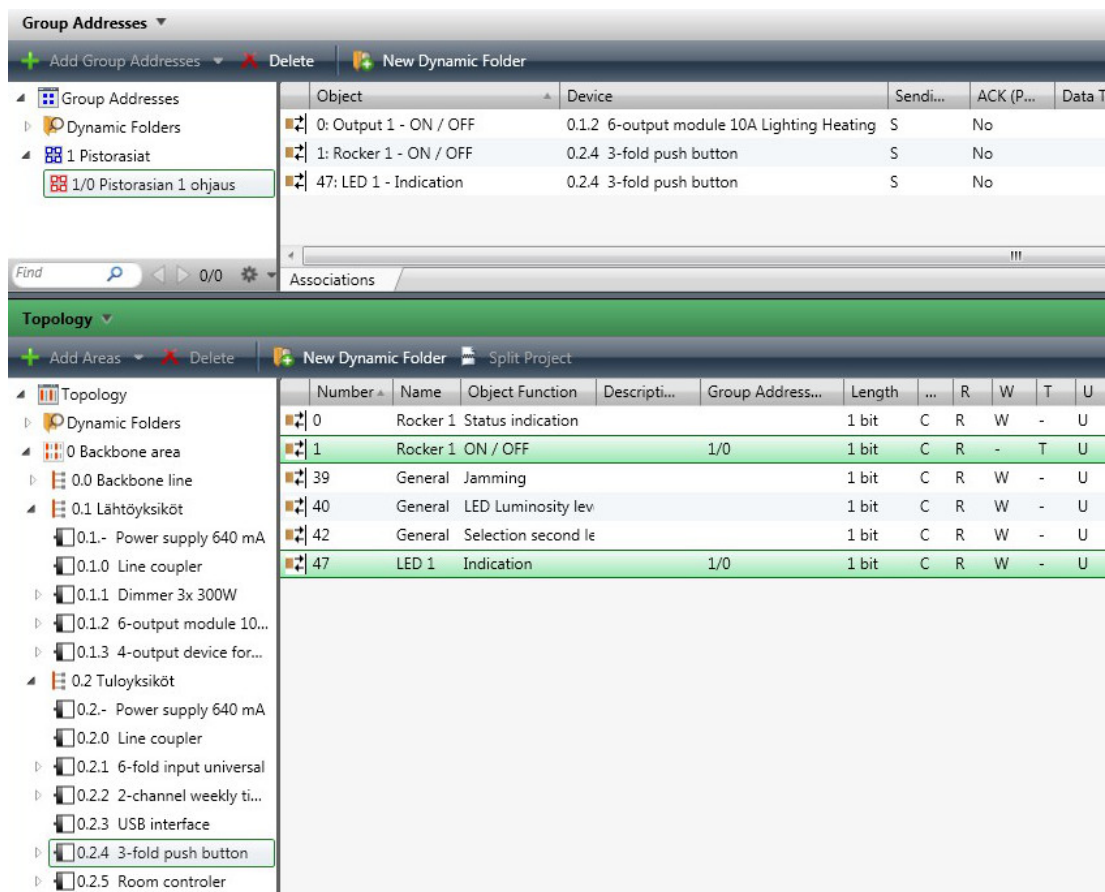 Group Addresses
Add Group Addresses Delete New Dynamic Folder
Group Addresses
Dynamic Folders
1 Pistorasiat
1/0 Pistorasian 1 ohjaus
Find 0/0
Object Device Sendi... ACK (P... Data T
0: Output 1 - ON / OFF 0.1.2 6-output module 10A Lighting Heating S No
1: Rocker 1 - ON / OFF 0.2.4 3-fold push button S No
47: LED 1 - Indication 0.2.4 3-fold push button S No
Associations
Topology
Add Areas Delete New Dynamic Folder Split Project
Topology
Dynamic Folders
0 Backbone area
0.0 Backbone line
0.1 Lähtöyksiköt
0.1.- Power supply 640 mA
0.1.0 Line coupler
0.1.1 Dimmer 3x 300W
0.1.2 6-output module 10...
0.1.3 4-output device for...
0.2 Tuloyksiköt
0.2.- Power supply 640 mA
0.2.0 Line coupler
0.2.1 6-fold input universal
0.2.2 2-channel weekly ti...
0.2.3 USB interface
0.2.4 3-fold push button
0.2.5 Room controler
Number Name Object Function Descripti... Group Address... Length ... R W T U
0 Rocker 1 Status indication 1 bit C R W - U
1 Rocker 1 ON / OFF 1/0 1 bit C R - T U
39 General Jamming 1 bit C R W - U
40 General LED Luminosity lev 1 bit C R W - U
42 General Selection second le 1 bit C R W - U
47 LED 1 Indication 1/0 1 bit C R W - U